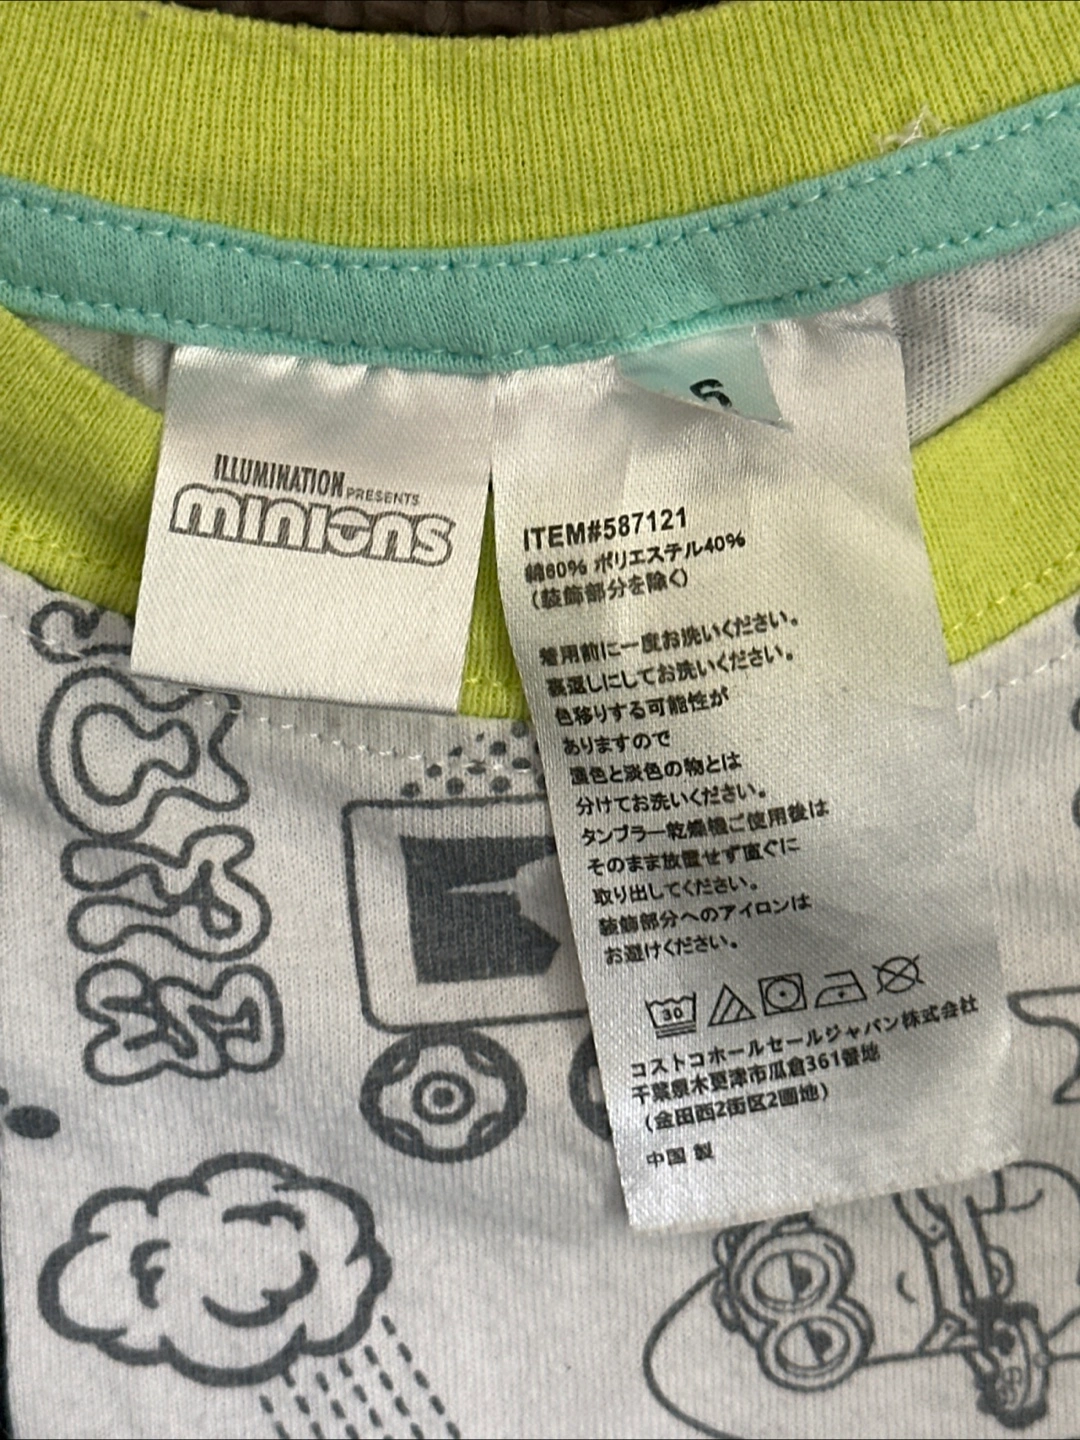 ILLUMINATION PRESENTS
minions
S
ITEM#587121
綿60% ポリエステル40%
(装飾部分を除く)
着用前に一度お洗いください。
裏返しにしてお洗いください。
色移りする可能性が
ありますので
濃色と淡色の物とは
分けてお洗いください。
タンブラー乾燥機ご使用後は
そのまま放置せず直ぐに
取り出してください。
装飾部分へのアイロンは
お避けください。
30
コストコホールセールジャパン株式会社
千葉県木更津市瓜倉361番地
(金田西2街区2画地)
中国 製